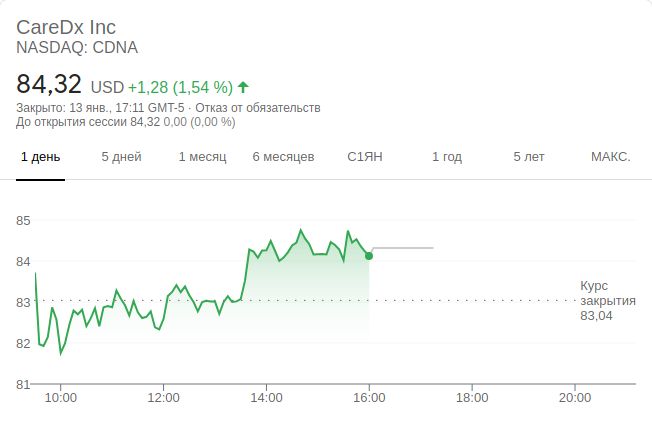 CareDx Inc
NASDAQ: CDNA
84,32 USD +1,28 (1,54 %)
Закрыто: 13 янв., 17:11 GMT-5 · Отказ от обязательств
До открытия сессии 84,32 0,00 (0,00 %)
1 день 5 дней 1 месяц 6 месяцев С1ЯН 1 год 5 лет МАКС.
85
84
83
82
81
Курс
закрытия
83,04
10:00 12:00 14:00 16:00 18:00 20:00